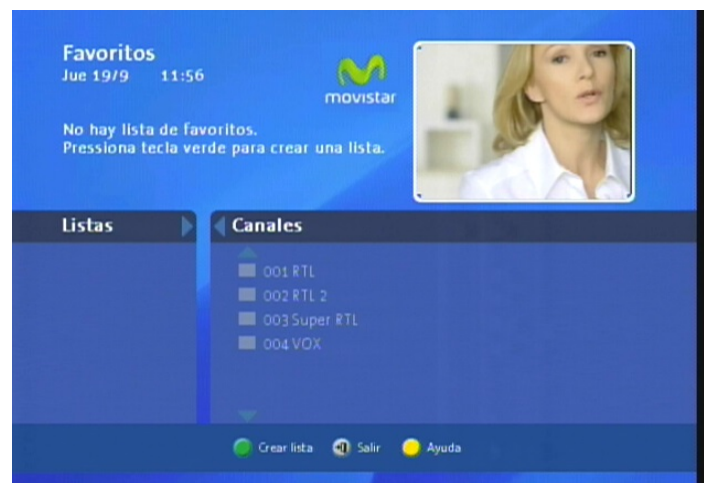 Favoritos
Jue 19/9 11:56
movistar
No hay lista de favoritos.
Pressiona tecla verde para crear una lista.
Listas
Canales
001 RTL
002 RTL 2
003 Super RTL
004 VOX
Crear lista Salir Ayuda